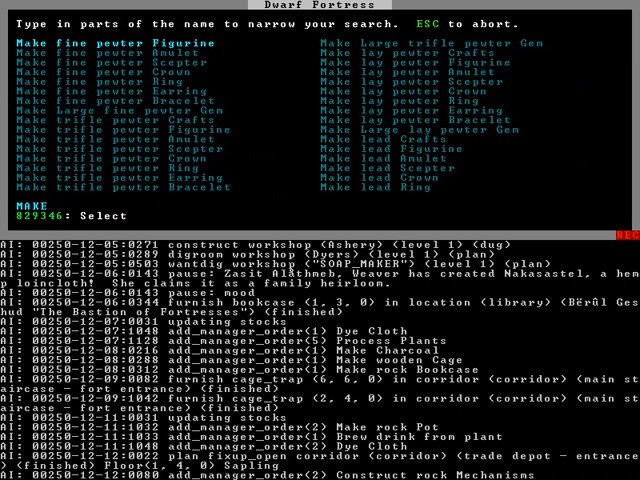 Dwarf Fortress
Type in parts of the name to narrow your search.  ESC to abort.
Make fine pewter Figurine
Make fine pewter Amulet
Make fine pewter Scepter
Make fine pewter Crown
Make fine pewter Ring
Make fine pewter Earring
Make fine pewter Bracelet
Make Large fine pewter Gem
Make trifle pewter Crafts
Make trifle pewter Figurine
Make trifle pewter Amulet
Make trifle pewter Scepter
Make trifle pewter Crown
Make trifle pewter Ring
Make trifle pewter Earring
Make trifle pewter Bracelet
Make Large trifle pewter Gem
Make lay pewter Crafts
Make lay pewter Figurine
Make lay pewter Amulet
Make lay pewter Scepter
Make lay pewter Crown
Make lay pewter Ring
Make lay pewter Earring
Make lay pewter Bracelet
Make Large lay pewter Gem
Make lead Crafts
Make lead Figurine
Make lead Amulet
Make lead Scepter
Make lead Crown
Make lead Ring
MAKE
829346: Select
REC
AI: 00250-12-05:0271 construct workshop (Ashery) (level 1) (dug)
AI: 00250-12-05:0289 digroom workshop (Dyers) (level 1) (plan)
AI: 00250-12-05:0503 wantdig workshop ("SOAP_MAKER") (level 1) (plan)
AI: 00250-12-06:0143 pause: Zasit Alathmeb, Weaver has created Makasastel, a hem
p loincloth!  She claims it as a family heirloom.
AI: 00250-12-06:0143 pause: mood
AI: 00250-12-06:0344 furnish bookcase (1, 3, 0) in location (library) (Bërûl Ges
hud "The Bastion of Fortresses") (finished)
AI: 00250-12-07:0031 updating stocks
AI: 00250-12-07:1048 add_manager_order(1) Dye Cloth
AI: 00250-12-07:1128 add_manager_order(5) Process Plants
AI: 00250-12-08:0216 add_manager_order(2) Make Charcoal
AI: 00250-12-08:0288 add_manager_order(1) Make wooden Cage
AI: 00250-12-08:0312 add_manager_order(1) Make rock Bookcase
AI: 00250-12-09:0082 furnish cage_trap (6, 6, 0) in corridor (corridor) (main st
aircase - fort entrance) (finished)
AI: 00250-12-09:1042 furnish cage_trap (2, 4, 0) in corridor (corridor) (main st
aircase - fort entrance) (finished)
AI: 00250-12-11:0031 updating stocks
AI: 00250-12-11:1032 add_manager_order(2) Make rock Pot
AI: 00250-12-11:1033 add_manager_order(1) Brew drink from plant
AI: 00250-12-11:1048 add_manager_order(2) Dye Cloth
AI: 00250-12-12:0022 plan fixup_open corridor (corridor) (trade depot - entrance
) (finished) Floor(1, 4, 0) Sapling
AI: 00250-12-12:0080 add_manager_order(2) Construct rock Mechanisms